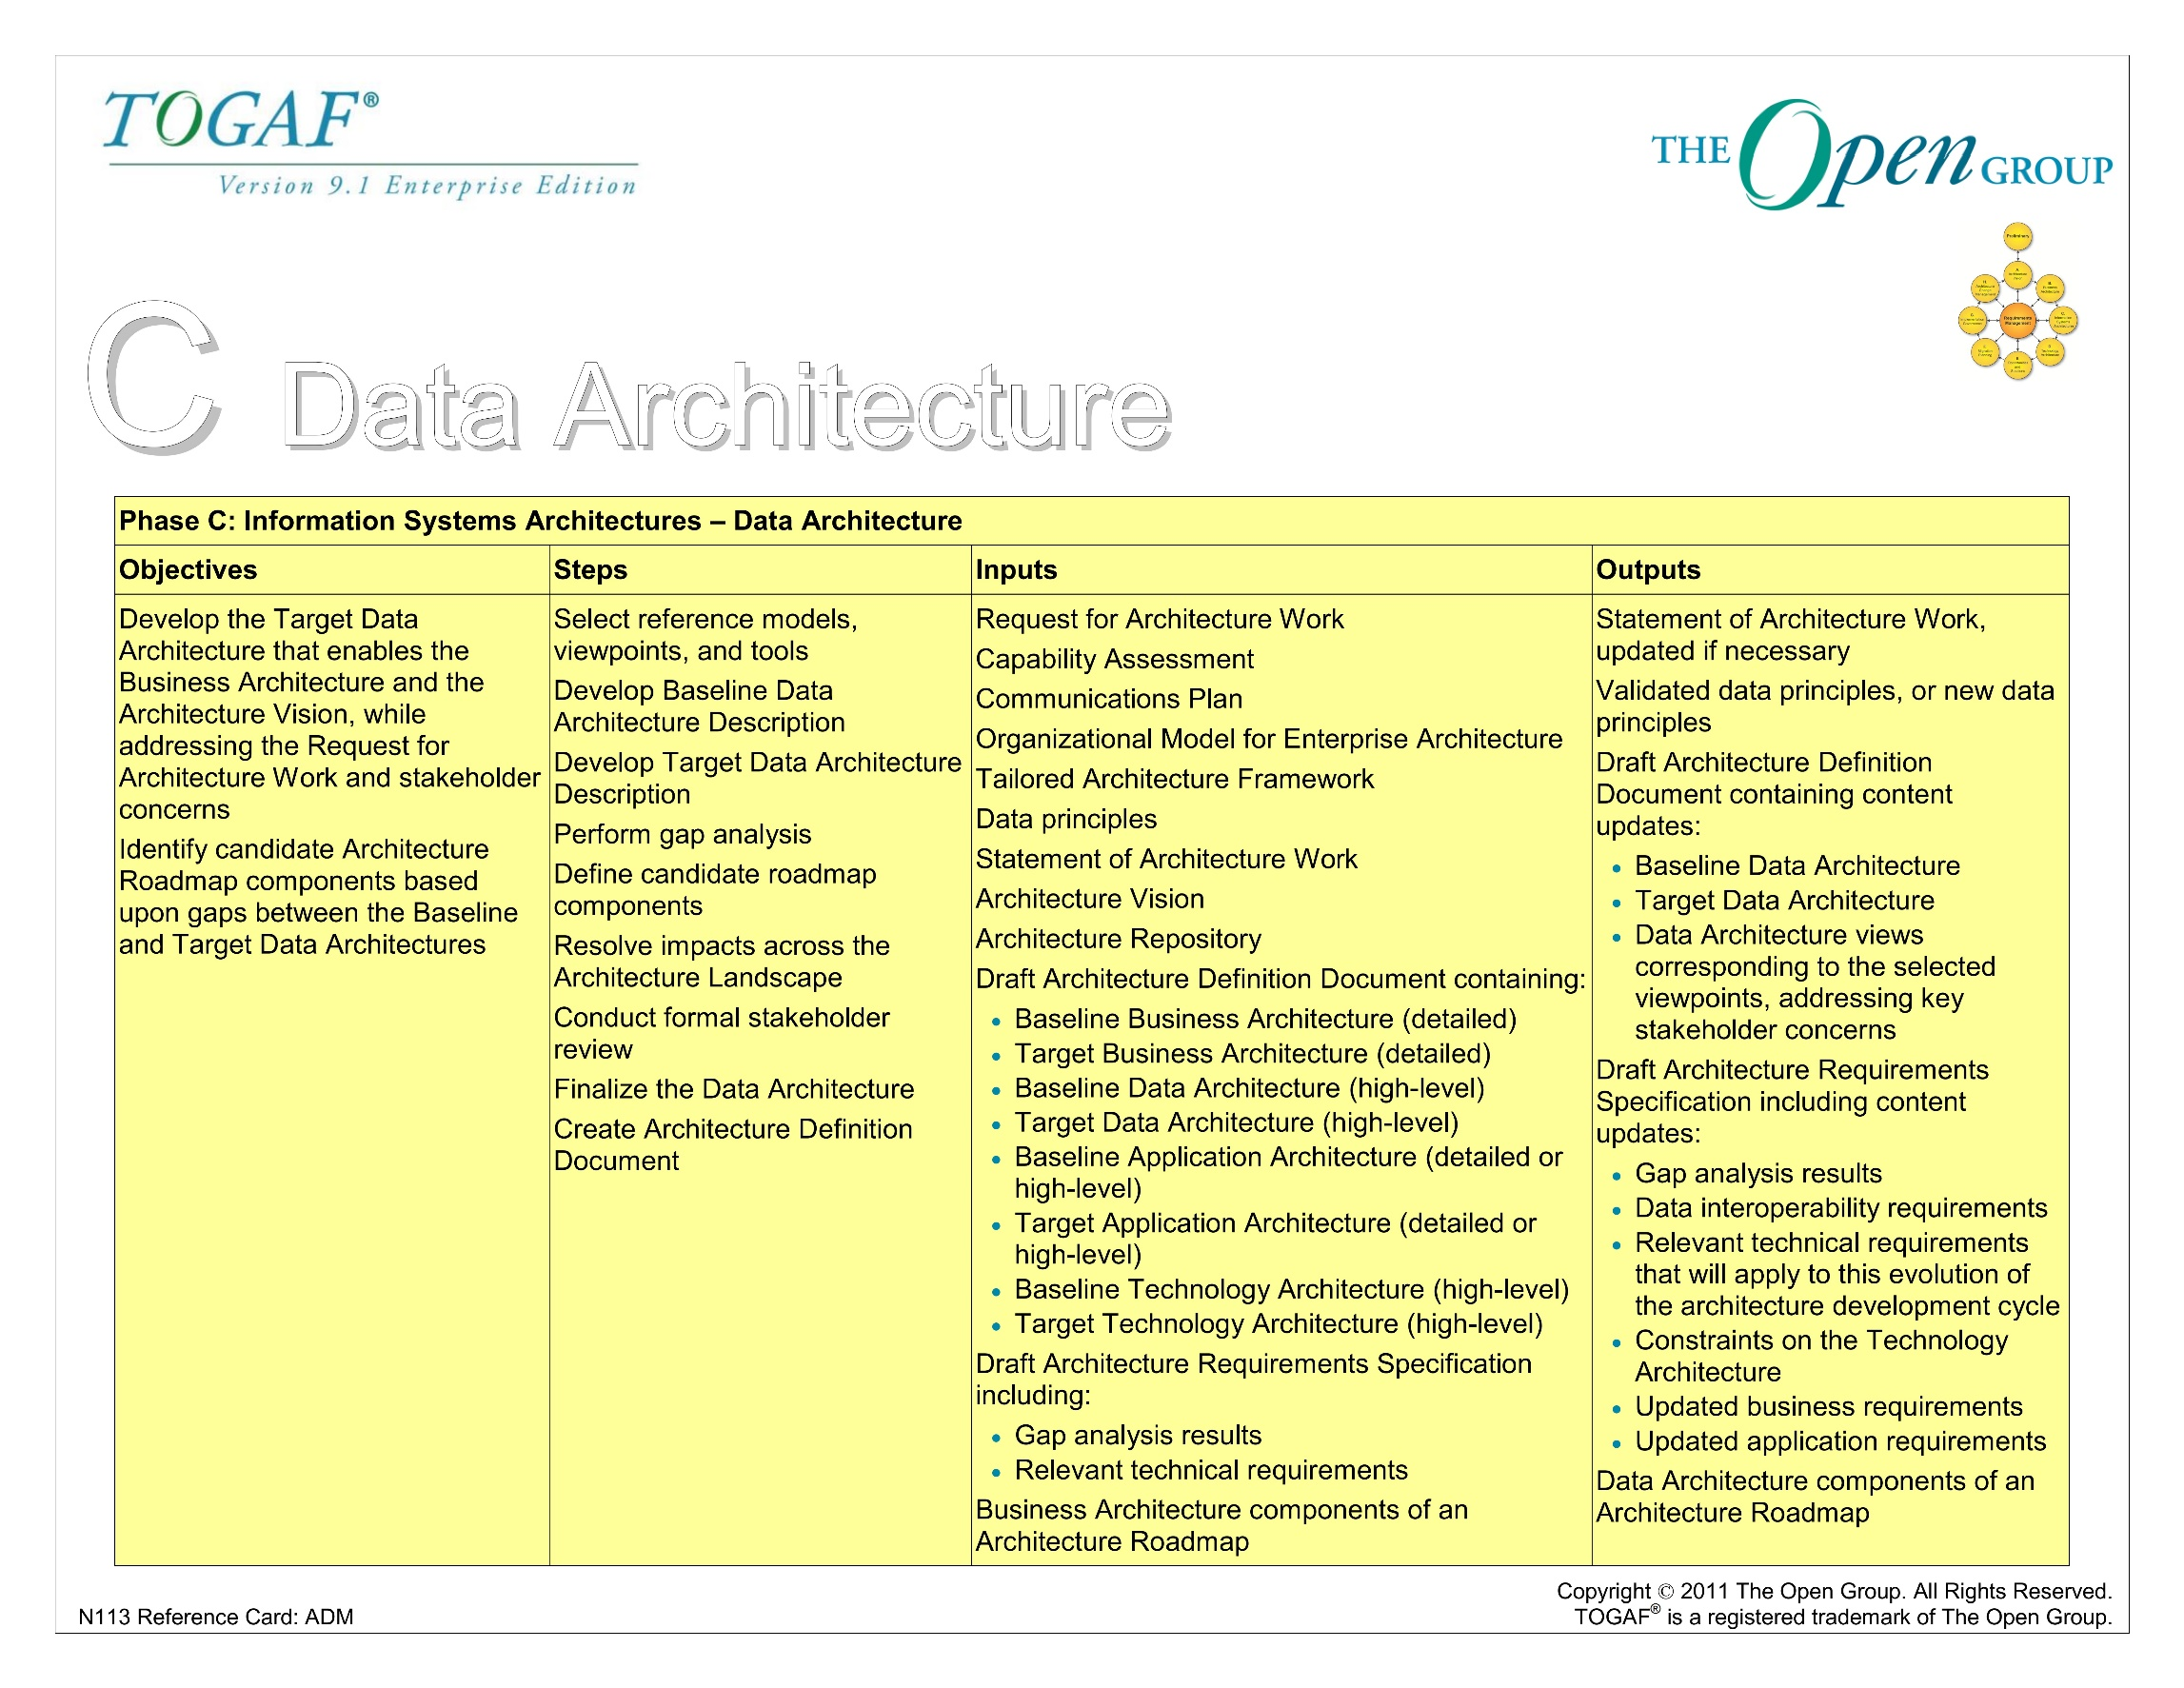 TOGAF®
Version 9.1 Enterprise Edition
THE Open GROUP
Preliminary
Requirements
Management
C Data Architecture
Phase C: Information Systems Architectures – Data Architecture
Objectives
Develop the Target Data
Architecture that enables the
Business Architecture and the
Architecture Vision, while
addressing the Request for
Architecture Work and stakeholder
concerns
Identify candidate Architecture
Roadmap components based
upon gaps between the Baseline
and Target Data Architectures
Steps
Select reference models,
viewpoints, and tools
Develop Baseline Data
Architecture Description
Develop Target Data Architecture
Description
Perform gap analysis
Define candidate roadmap
components
Resolve impacts across the
Architecture Landscape
Conduct formal stakeholder
review
Finalize the Data Architecture
Create Architecture Definition
Document
Inputs
Request for Architecture Work
Capability Assessment
Communications Plan
Organizational Model for Enterprise Architecture
Tailored Architecture Framework
Data principles
Statement of Architecture Work
Architecture Vision
Architecture Repository
Draft Architecture Definition Document containing:
• Baseline Business Architecture (detailed)
• Target Business Architecture (detailed)
• Baseline Data Architecture (high-level)
• Target Data Architecture (high-level)
• Baseline Application Architecture (detailed or
high-level)
• Target Application Architecture (detailed or
high-level)
• Baseline Technology Architecture (high-level)
• Target Technology Architecture (high-level)
Draft Architecture Requirements Specification
including:
• Gap analysis results
• Relevant technical requirements
Business Architecture components of an
Architecture Roadmap
Outputs
Statement of Architecture Work,
updated if necessary
Validated data principles, or new data
principles
Draft Architecture Definition
Document containing content
updates:
• Baseline Data Architecture
• Target Data Architecture
• Data Architecture views
corresponding to the selected
viewpoints, addressing key
stakeholder concerns
Draft Architecture Requirements
Specification including content
updates:
• Gap analysis results
• Data interoperability requirements
• Relevant technical requirements
that will apply to this evolution of
the architecture development cycle
• Constraints on the Technology
Architecture
• Updated business requirements
• Updated application requirements
Data Architecture components of an
Architecture Roadmap
N113 Reference Card: ADM
Copyright © 2011 The Open Group. All Rights Reserved.
TOGAF® is a registered trademark of The Open Group.